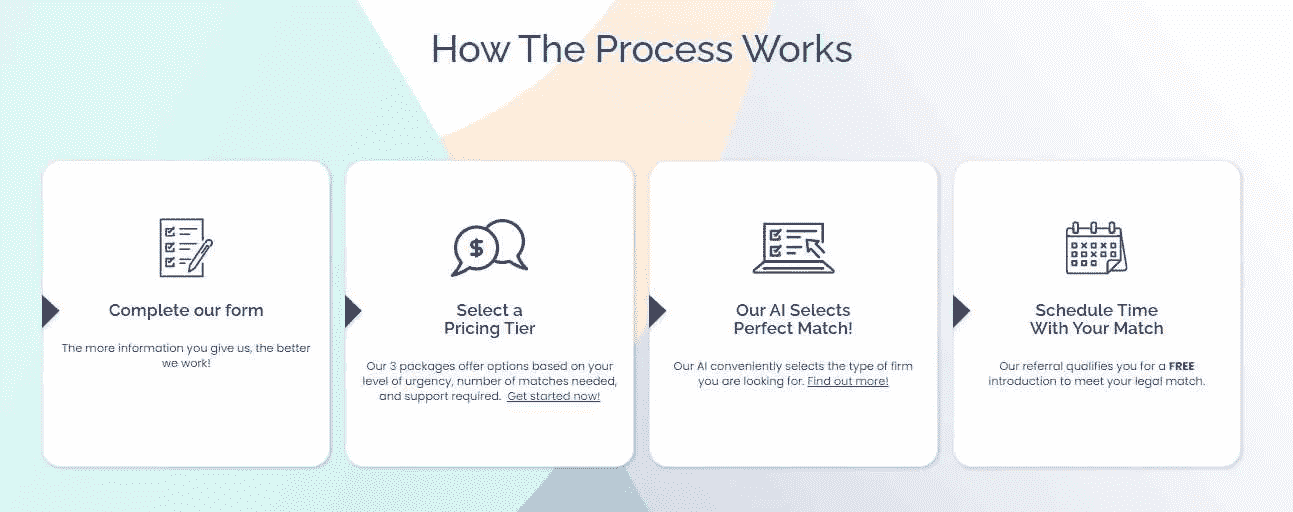 How The Process Works
Complete our form
The more information you give us, the better
we work!
Select a
Pricing Tier
Our 3 packages offer options based on your
level of urgency, number of matches needed,
and support required. Get started now!
Our AI Selects
Perfect Match!
Our AI conveniently selects the type of firm
you are looking for. Find out more!
Schedule Time
With Your Match
Our referral qualifies you for a FREE
introduction to meet your legal match.